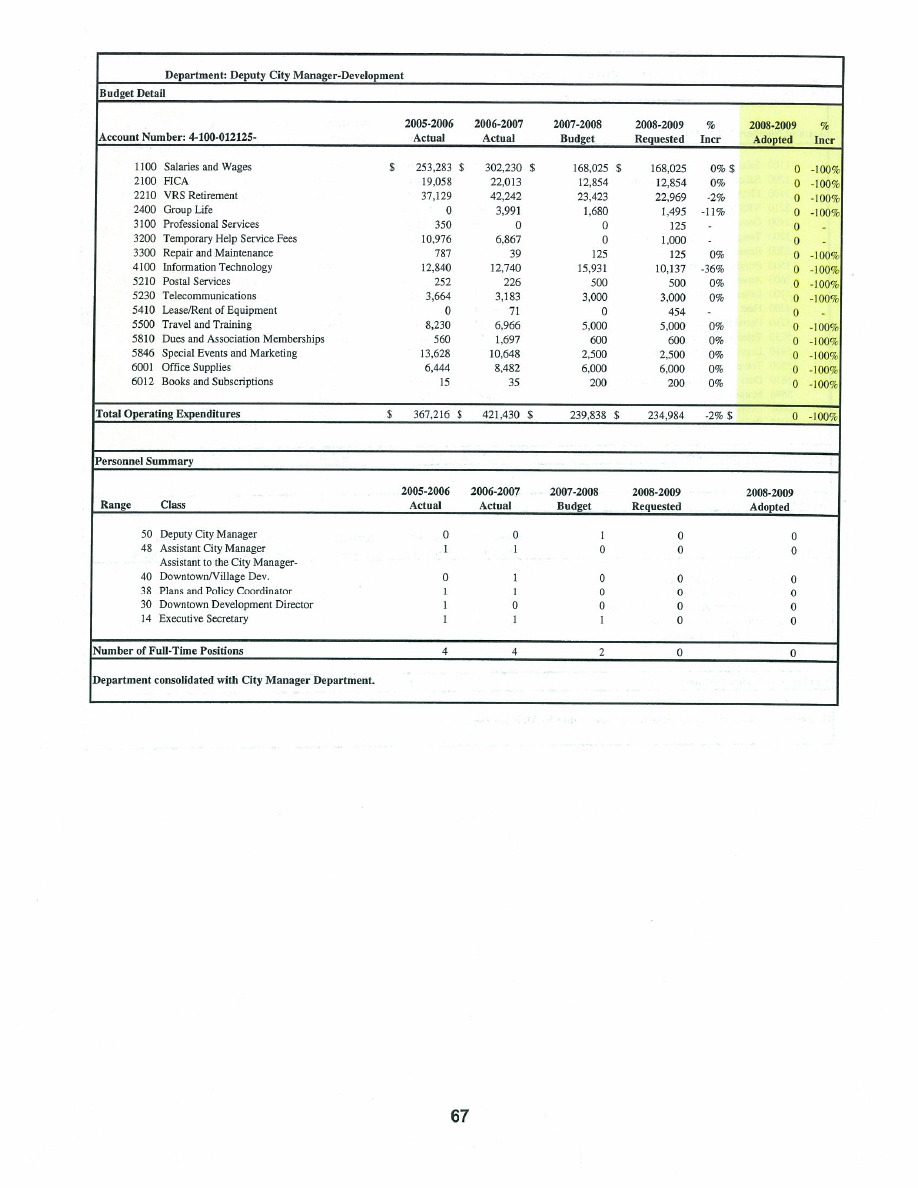 Department: Deputy City Manager-Development
Budget Detail
2005-2006 2006-2007 2007-2008 2008-2009 % 2008-2009 %
Account Number: 4-100-012125- Actual Actual Budget Requested Incr Adopted Incr
1100 Salaries and Wages $ 253,283 $ 302,230 $ 168,025 $ 168,025 0% $ 0 -100%
2100 FICA 19,058 22,013 12,854 12,854 0% 0 -100%
2210 VRS Retirement 37,129 42,242 23,423 22,969 -2% 0 -100%
2400 Group Life 0 3,991 1,680 1,495 -11% 0 -100%
3100 Professional Services 350 0 0 125 - 0 -
3200 Temporary Help Service Fees 10,976 6,867 0 1,000 - 0 -
3300 Repair and Maintenance 787 39 125 125 0% 0 -100%
4100 Information Technology 12,840 12,740 15,931 10,137 -36% 0 -100%
5210 Postal Services 252 226 500 500 0% 0 -100%
5230 Telecommunications 3,664 3,183 3,000 3,000 0% 0 -100%
5410 Lease/Rent of Equipment 0 71 0 454 - 0 -
5500 Travel and Training 8,230 6,966 5,000 5,000 0% 0 -100%
5810 Dues and Association Memberships 560 1,697 600 600 0% 0 -100%
5846 Special Events and Marketing 13,628 10,648 2,500 2,500 0% 0 -100%
6001 Office Supplies 6,444 8,482 6,000 6,000 0% 0 -100%
6012 Books and Subscriptions 15 35 200 200 0% 0 -100%
Total Operating Expenditures $ 367,216 $ 421,430 $ 239,838 $ 234,984 -2% $ 0 -100%
Personnel Summary
2005-2006 2006-2007 2007-2008 2008-2009 2008-2009
Range Class Actual Actual Budget Requested Adopted
50 Deputy City Manager 0 0 1 0 0
48 Assistant City Manager 1 1 0 0 0
Assistant to the City Manager-
40 Downtown/Village Dev. 0 1 0 0 0
38 Plans and Policy Coordinator 1 1 0 0 0
30 Downtown Development Director 1 0 0 0 0
14 Executive Secretary 1 1 1 0 0
Number of Full-Time Positions 4 4 2 0 0
Department consolidated with City Manager Department.
67